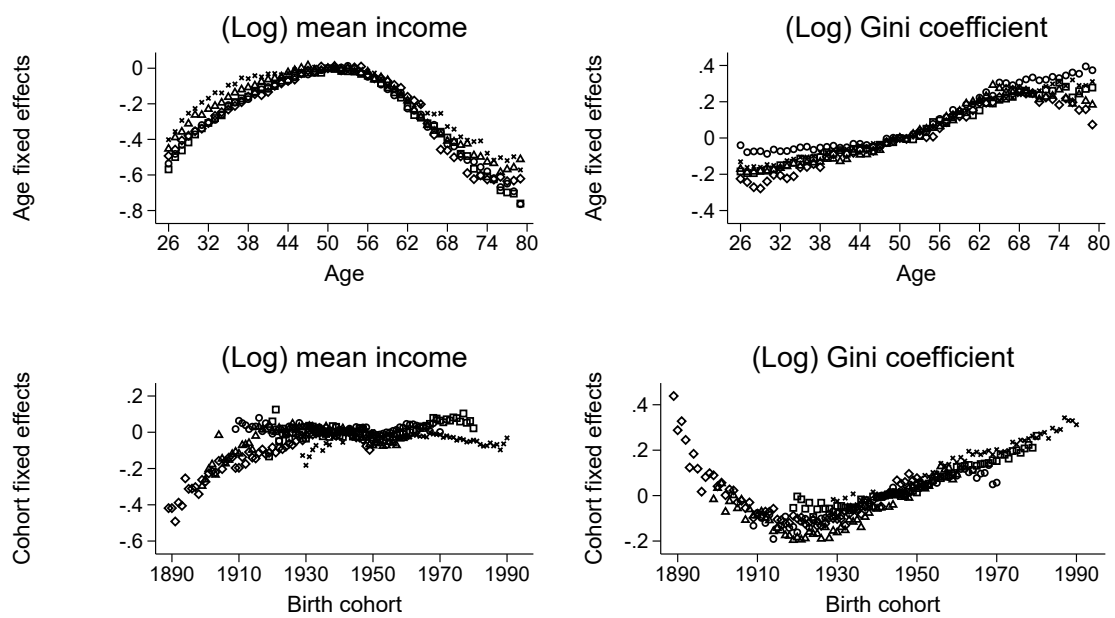 (Log) mean income
Age fixed effects
0
-.2
-.4
-.6
-.8
26 32 38 44 50 56 62 68 74 80
Age
(Log) Gini coefficient
Age fixed effects
.4
.2
0
-.2
-.4
26 32 38 44 50 56 62 68 74 80
Age
(Log) mean income
Cohort fixed effects
.2
0
-.2
-.4
-.6
1890 1910 1930 1950 1970 1990
Birth cohort
(Log) Gini coefficient
Cohort fixed effects
.4
.2
0
-.2
1890 1910 1930 1950 1970 1990
Birth cohort